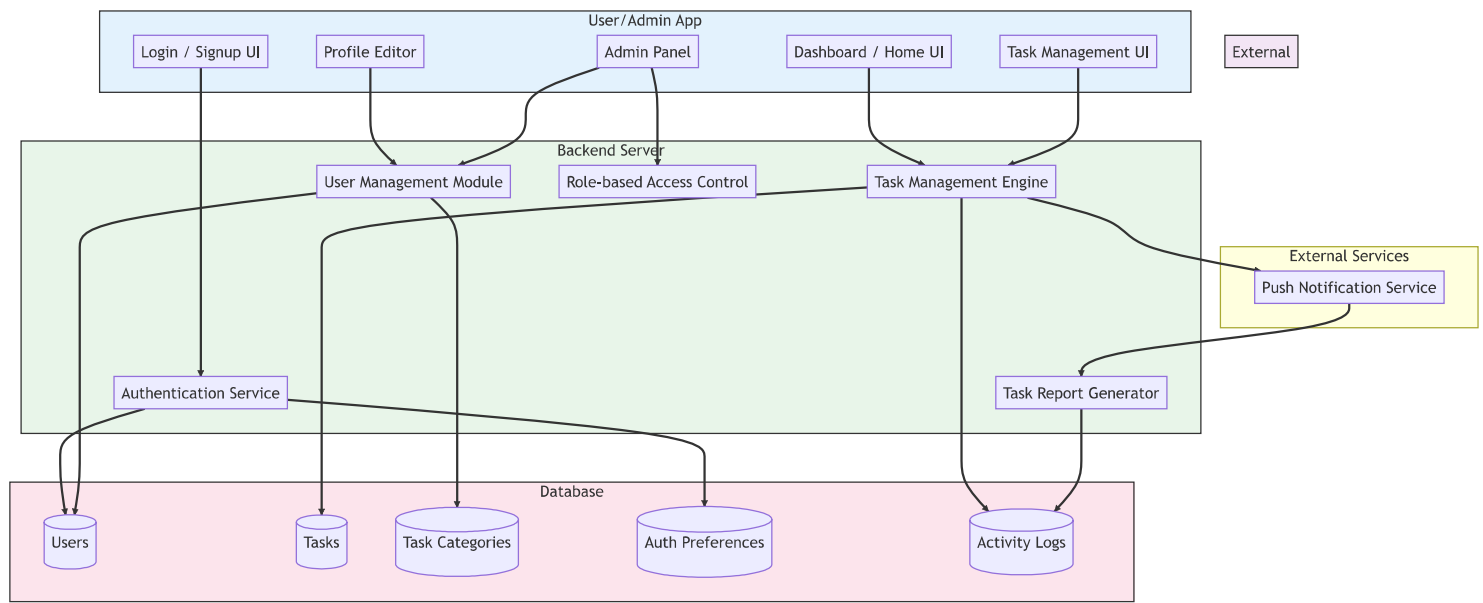 User/Admin App
Login / Signup UI
Profile Editor
Admin Panel
Dashboard / Home UI
Task Management UI
External
Backend Server
User Management Module
Role-based Access Control
Task Management Engine
External Services
Push Notification Service
Authentication Service
Task Report Generator
Database
Users
Tasks
Task Categories
Auth Preferences
Activity Logs